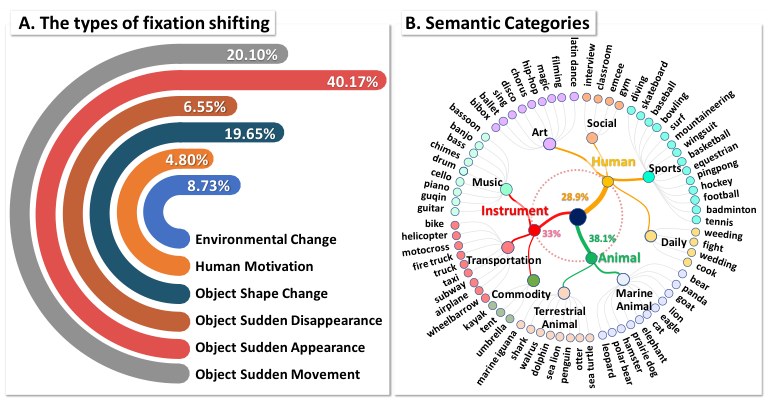 A. The types of fixation shifting
20.10%
40.17%
6.55%
19.65%
4.80%
8.73%
Environmental Change
Human Motivation
Object Shape Change
Object Sudden Disappearance
Object Sudden Appearance
Object Sudden Movement
B. Semantic Categories
Human
28.9%
Instrument
33%
Animal
38.1%
Art
Social
Sports
Daily
Marine
Animal
Terrestrial
Animal
Commodity
Transportation
Music
guitar
guqin
piano
cello
drum
chimes
bass
banjo
bassoon
bibox
ballet
sing
disco
chorus
hip-hop
magic
filming
latin dance
interview
classroom
emcee
gym
diving
skateboard
baseball
bowling
surf
mountaineering
wingsuit
basketball
equestrian
pingpong
hockey
football
badminton
tennis
weeding
fight
wedding
cook
bear
panda
goat
lion
eagle
cat
elephant
prairie dog
hamster
polar bear
leopard
sea turtle
otter
penguin
sea lion
dolphin
walrus
shark
marine iguana
umbrella
tent
kayak
wheelbarrow
airplane
subway
taxi
truck
fire truck
motocross
helicopter
bike